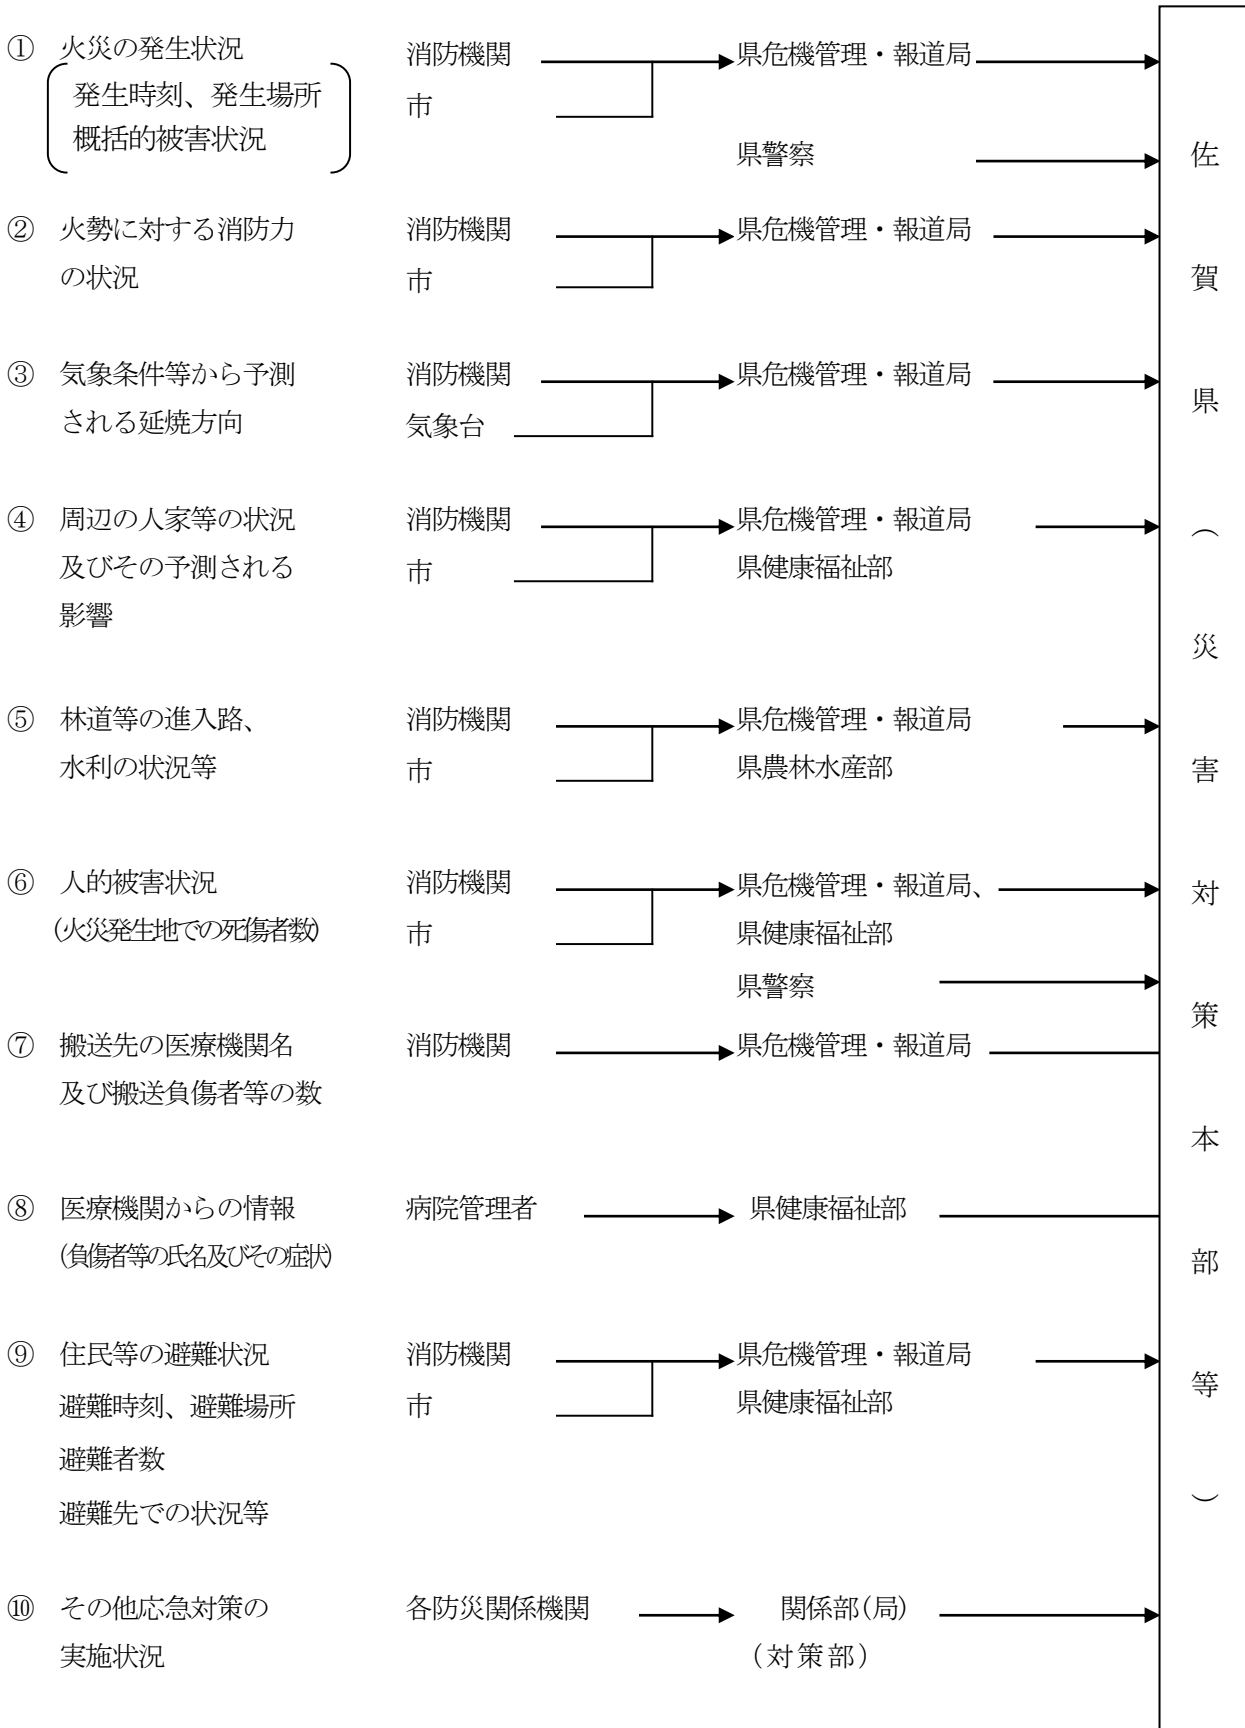 ① 火災の発生状況 消防機関 県危機管理・報道局
発生時刻、発生場所 市
概括的被害状況
県警察
② 火勢に対する消防力 消防機関 県危機管理・報道局
の状況 市
③ 気象条件等から予測 消防機関 県危機管理・報道局
される延焼方向 気象台
④ 周辺の人家等の状況 消防機関 県危機管理・報道局
及びその予測される 市 県健康福祉部
影響
⑤ 林道等の進入路、 消防機関 県危機管理・報道局
水利の状況等 市 県農林水産部
⑥ 人的被害状況 消防機関 県危機管理・報道局、
(火災発生地での死傷者数) 市 県健康福祉部
県警察
⑦ 搬送先の医療機関名 消防機関 県危機管理・報道局
及び搬送負傷者等の数
⑧ 医療機関からの情報 病院管理者 県健康福祉部
(負傷者等の氏名及びその症状)
⑨ 住民等の避難状況 消防機関 県危機管理・報道局
避難時刻、避難場所 市 県健康福祉部
避難者数
避難先での状況等
⑩ その他応急対策の 各防災関係機関 関係部(局)
実施状況 (対策部)
佐賀県(災害対策本部等)